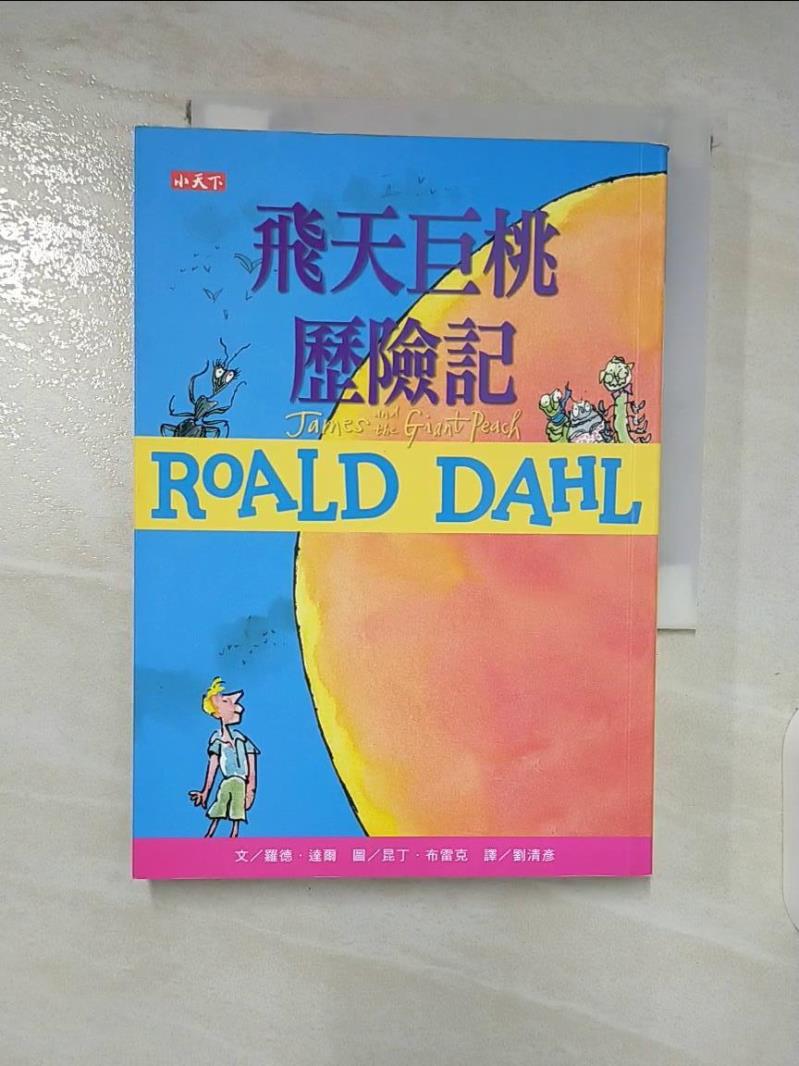 小天下
飛天巨桃
歷險記
James and the Giant Peach
ROALD DAHL
文／羅德・達爾 圖／昆丁・布雷克 譯／劉清彥